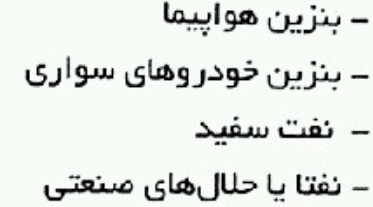 – بنزین هواپیما
– بنزین خودروهای سواری
– نفت سفید
– نفتا یا حلال‌های صنعتی